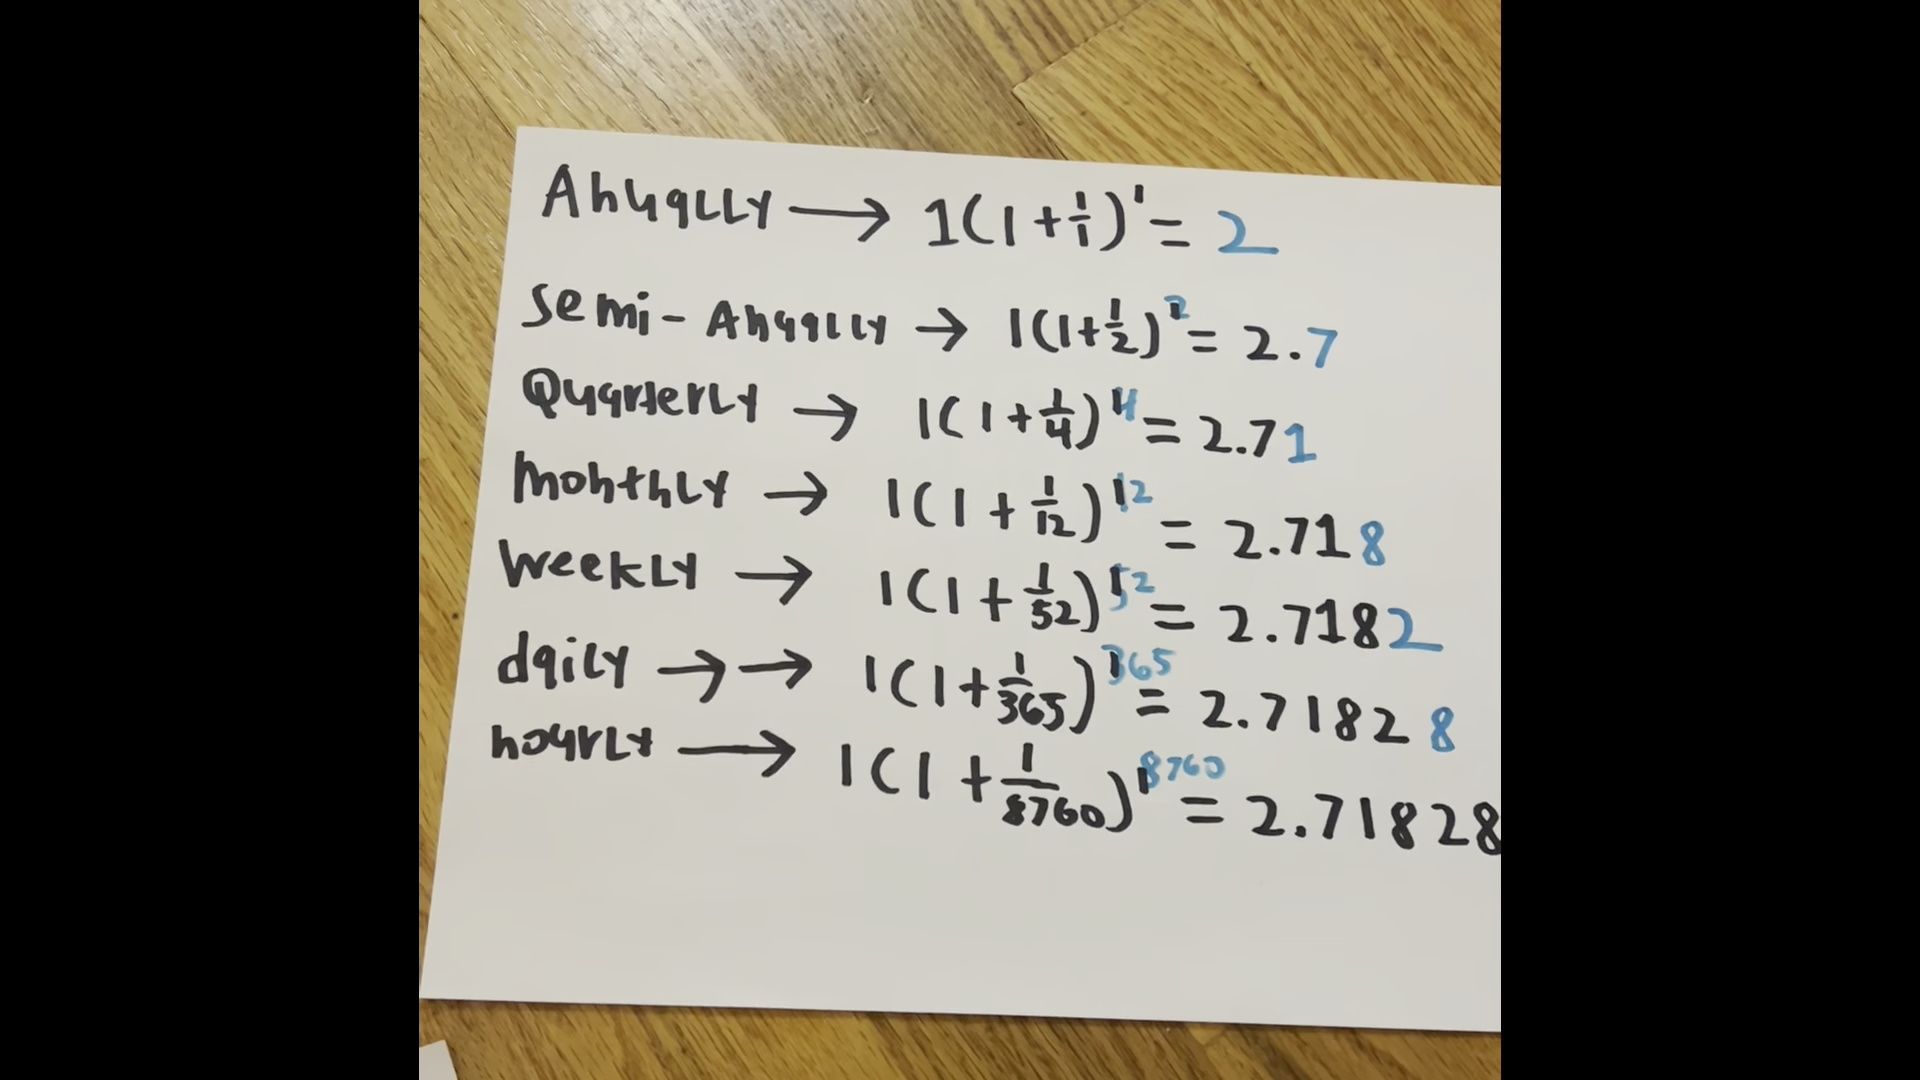 Anually → 1(1+1/1)^1 = 2
Semi-Anually → 1(1+1/2)^2 = 2.7
Quarterly → 1(1+1/4)^4 = 2.71
Monthly → 1(1+1/12)^12 = 2.718
Weekly → 1(1+1/52)^52 = 2.7182
daily →→ 1(1+1/365)^365 = 2.71828
hourly → 1(1+1/8760)^8760 = 2.71828